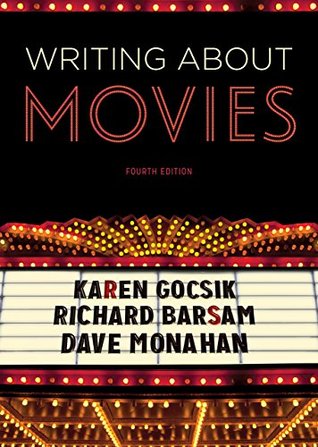 WRITING ABOUT
MOVIES
FOURTH EDITION
KAREN GOCSIK
RICHARD BARSAM
DAVE MONAHAN